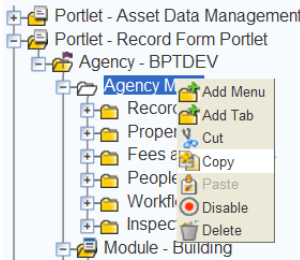 Portlet - Asset Data Management
Portlet - Record Form Portlet
Agency - BPTDEV
Agency M
Add Menu
Record
Add Tab
Proper
Cut
Fees a
Copy
People
Paste
Workfl
Disable
Inspec
Delete
Module - Building